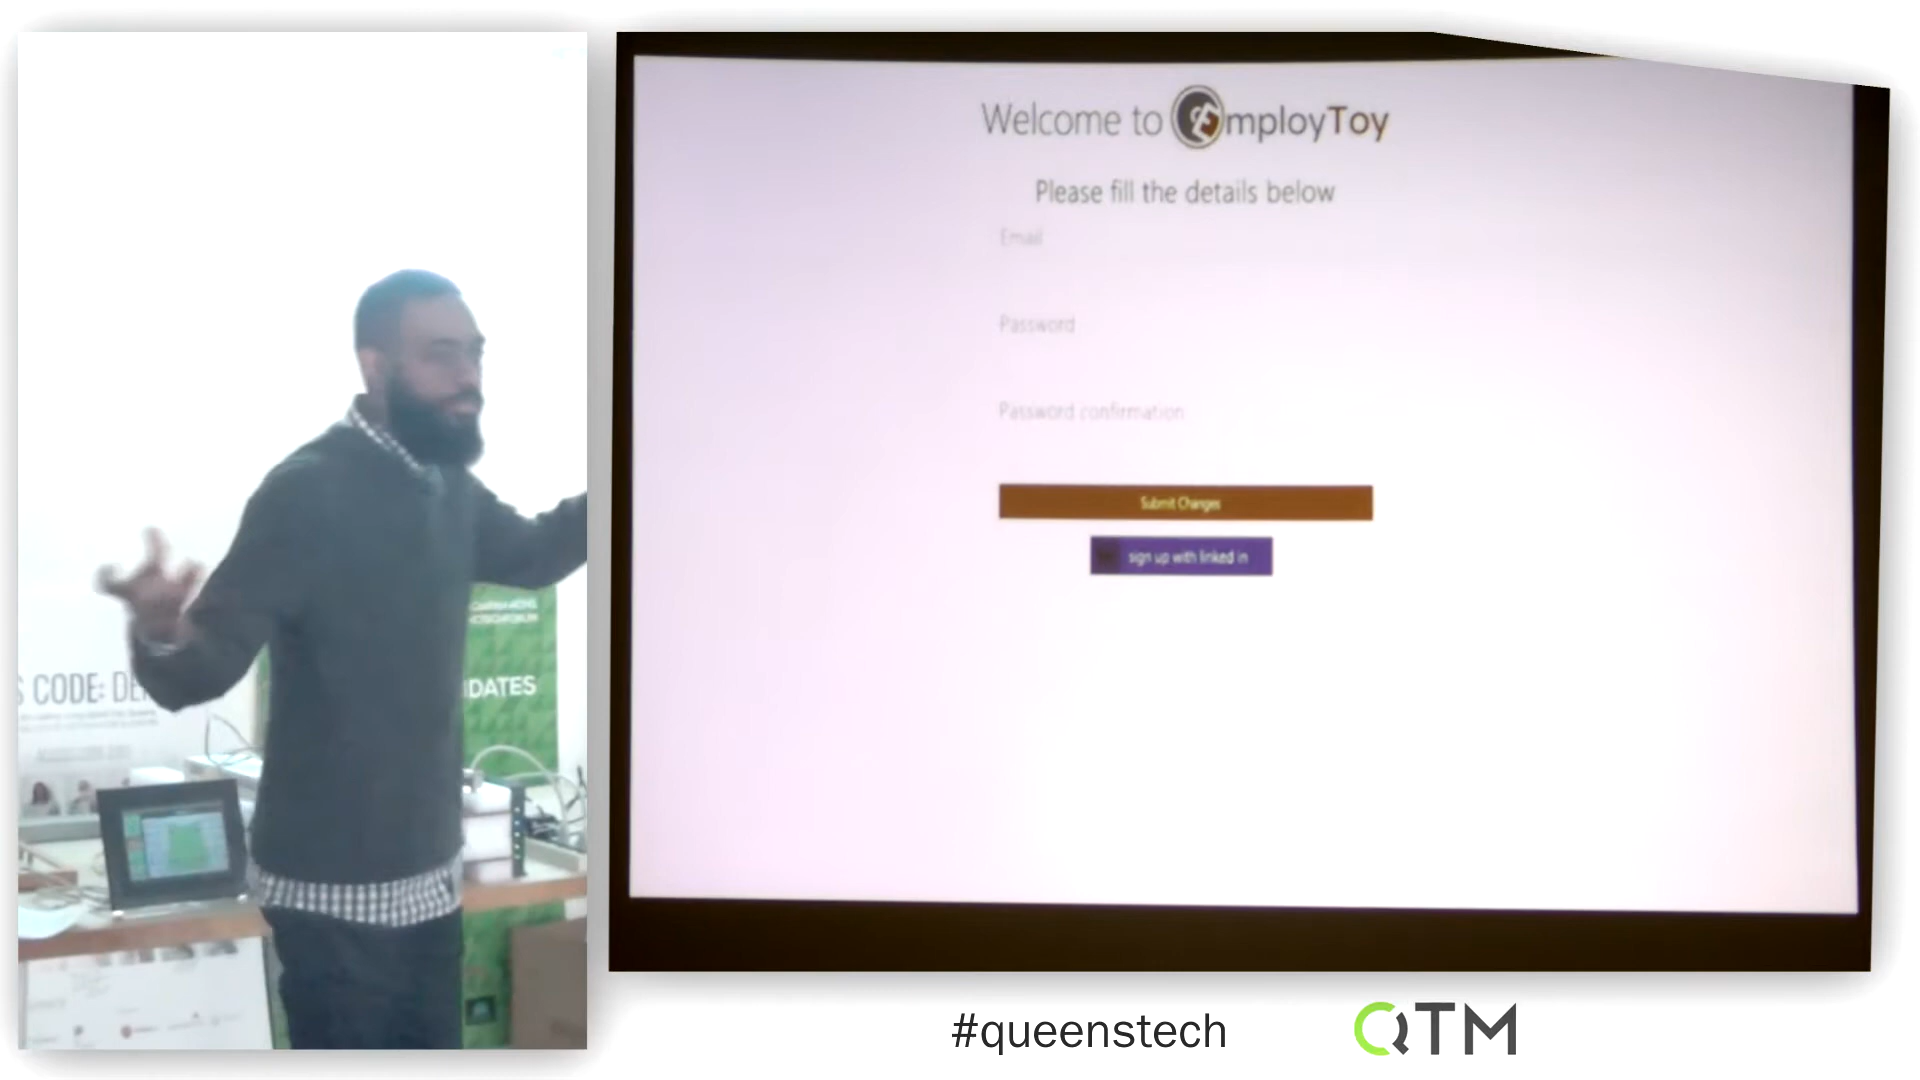 S CODE: DE
IDATES
Welcome to EmployToy
Please fill the details below
Email
Password
Password confirmation
Submit Changes
sign up with linked in
#queenstech
QTM